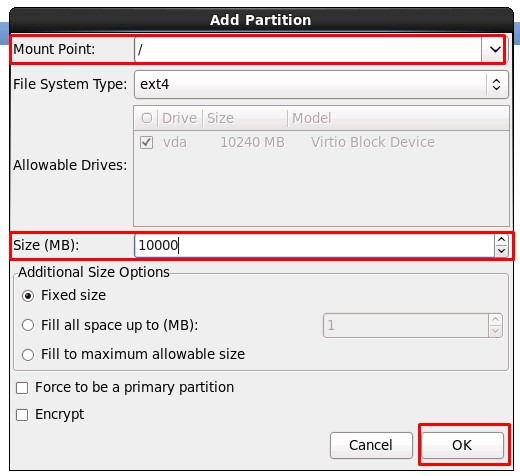 Add Partition
Mount Point: /
File System Type: ext4
Drive Size Model
Allowable Drives: vda 10240 MB Virtio Block Device
Size (MB): 10000
Additional Size Options
Fixed size
Fill all space up to (MB): 1
Fill to maximum allowable size
Force to be a primary partition
Encrypt
Cancel OK